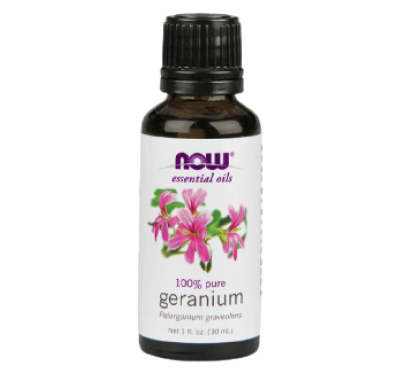 NOW®
essential oils
100% pure
geranium
Pelargonium graveolens
Net 1 fl. oz. (30 mL)